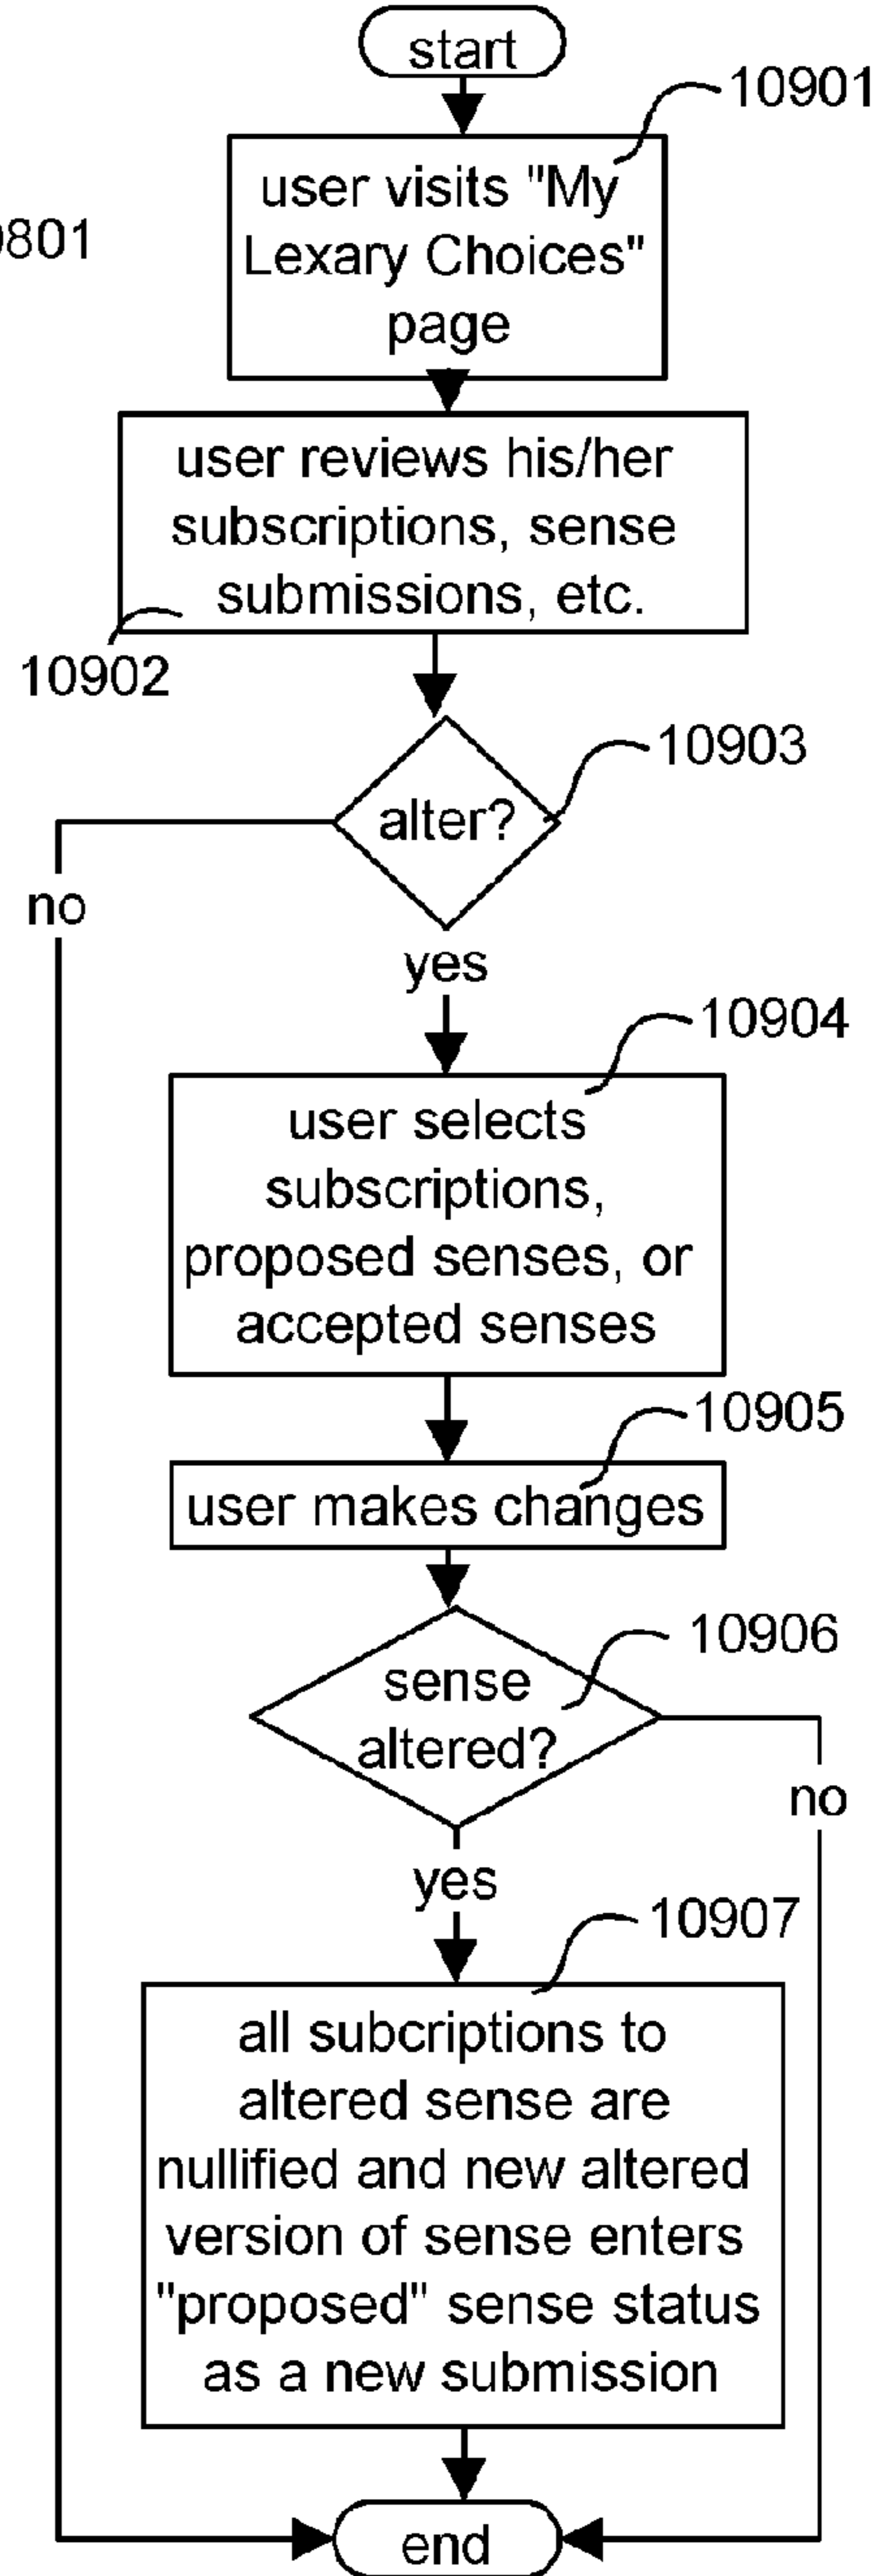 start
10901
user visits "My
Lexary Choices"
page
0801
user reviews his/her
subscriptions, sense
submissions, etc.
10902
10903
alter?
no
yes
10904
user selects
subscriptions,
proposed senses, or
accepted senses
10905
user makes changes
10906
sense
altered?
no
yes
10907
all subcriptions to
altered sense are
nullified and new altered
version of sense enters
"proposed" sense status
as a new submission
end